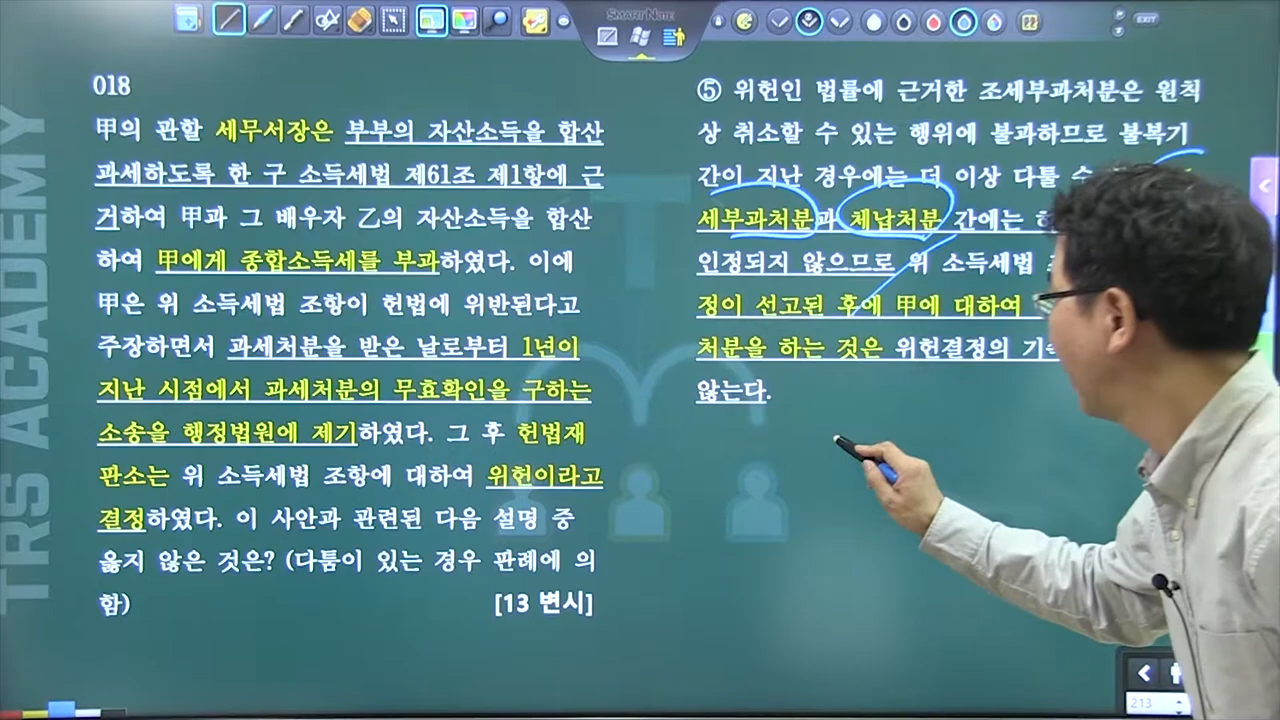 SMART NOTE
EXIT
018
甲의 관할 세무서장은 부부의 자산소득을 합산
과세하도록 한 구 소득세법 제61조 제1항에 근
거하여 甲과 그 배우자 乙의 자산소득을 합산
하여 甲에게 종합소득세를 부과하였다. 이에
甲은 위 소득세법 조항이 헌법에 위반된다고
주장하면서 과세처분을 받은 날로부터 1년이
지난 시점에서 과세처분의 무효확인을 구하는
소송을 행정법원에 제기하였다. 그 후 헌법재
판소는 위 소득세법 조항에 대하여 위헌이라고
결정하였다. 이 사안과 관련된 다음 설명 중
옳지 않은 것은? (다툼이 있는 경우 판례에 의
함) [13 변시]
⑤ 위헌인 법률에 근거한 조세부과처분은 원칙
상 취소할 수 있는 행위에 불과하므로 불복기
간이 지난 경우에는 더 이상 다툴 수
세부과처분과 체납처분 간에는
인정되지 않으므로 위 소득세법
정이 선고된 후에 甲에 대하여
처분을 하는 것은 위헌결정의
않는다.
TRS ACADEMY
213